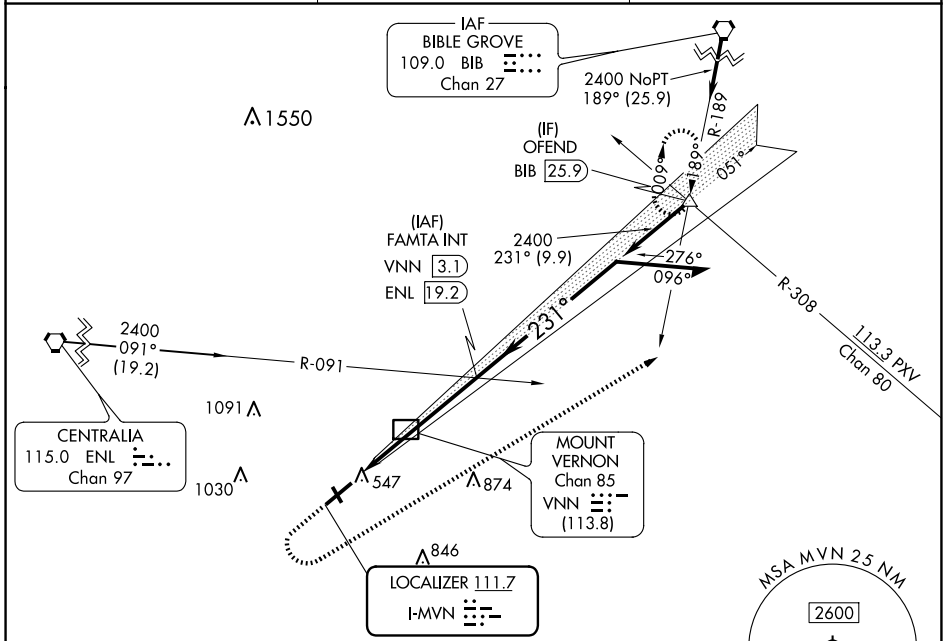 IAF
BIBLE GROVE
109.0 BIB
Chan 27
2400 NoPT
189° (25.9)
R-189
1550
(IF)
OFEND
BIB 25.9
009°
189°
051°
(IAF)
FAMTA INT
VNN 3.1
ENL 19.2
2400
231° (9.9)
276°
096°
231°
R-308
113.3 PXV
Chan 80
2400
091°
(19.2)
R-091
1091
CENTRALIA
115.0 ENL
Chan 97
1030
547
874
MOUNT
VERNON
Chan 85
VNN
(113.8)
846
LOCALIZER 111.7
I-MVN
MSA MVN 25 NM
2600